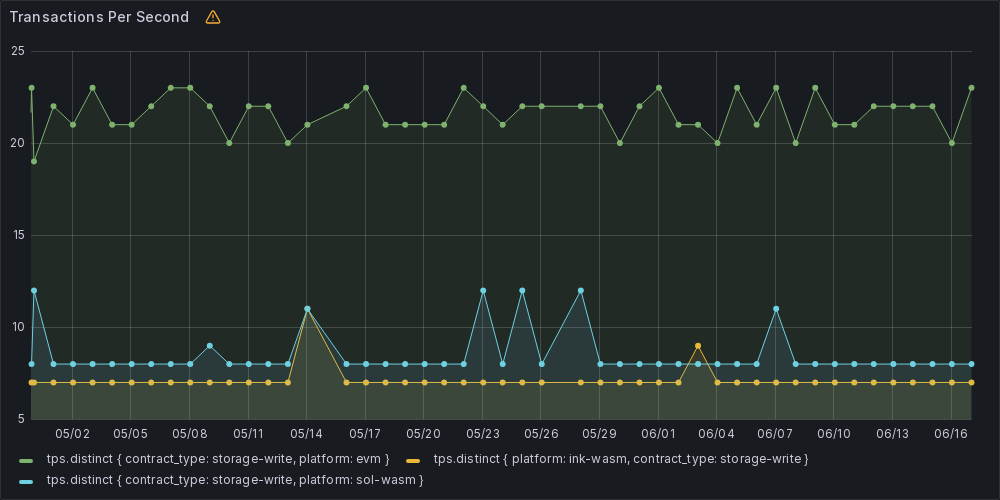 Transactions Per Second
25
20
15
10
5
05/02 05/05 05/08 05/11 05/14 05/17 05/20 05/23 05/26 05/29 06/01 06/04 06/07 06/10 06/13 06/16
tps.distinct { contract_type: storage-write, platform: evm } tps.distinct { platform: ink-wasm, contract_type: storage-write }
tps.distinct { contract_type: storage-write, platform: sol-wasm }